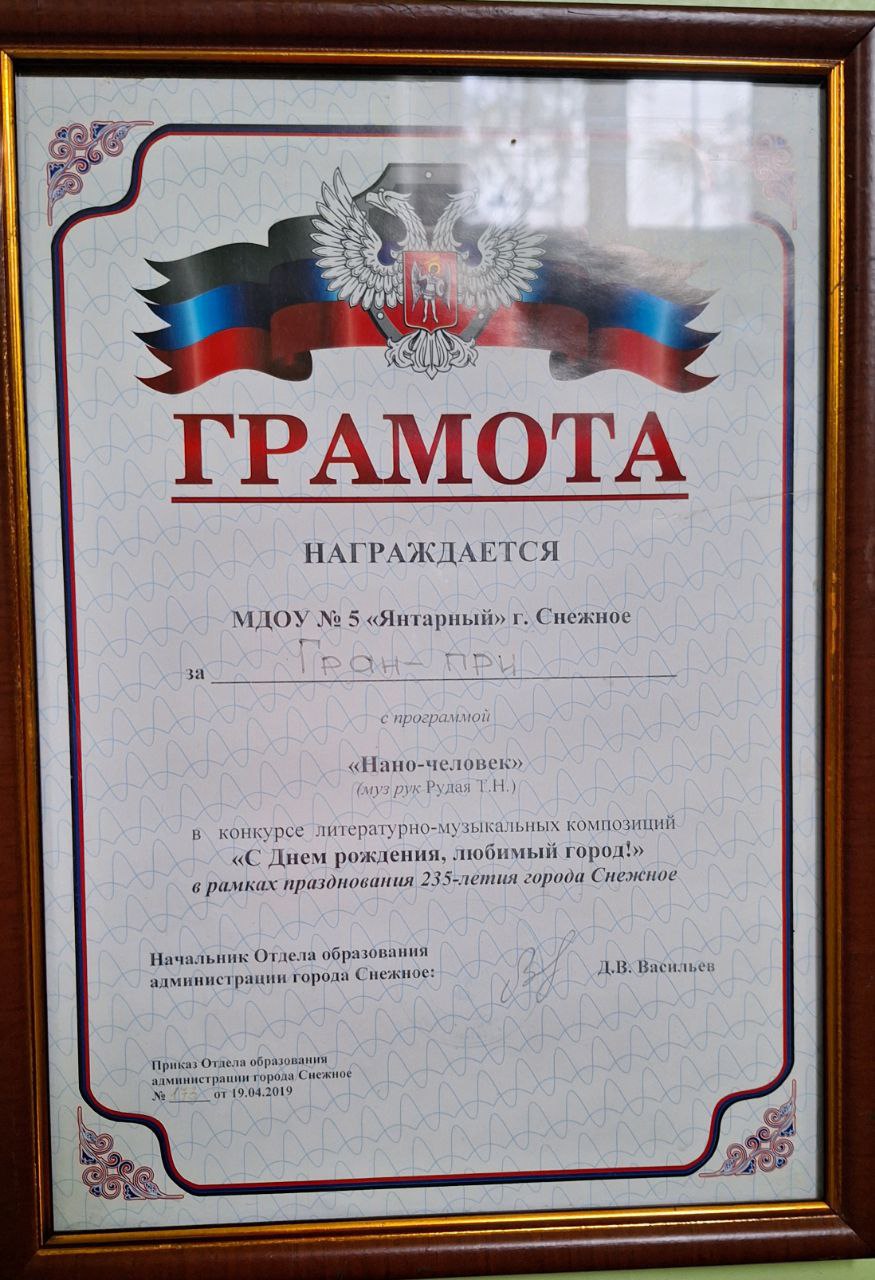 ГРАМОТА
НАГРАЖДАЕТСЯ
МДОУ № 5 «Янтарный» г. Снежное
за Гран-при
с программой
«Нано-человек»
(муз рук Рудая Т.Н.)
в конкурсе литературно-музыкальных композиций
«С Днем рождения, любимый город!»
в рамках празднования 235-летия города Снежное
Начальник Отдела образования
администрации города Снежное:
Д.В. Васильев
Приказ Отдела образования
администрации города Снежное
№ от 19.04.2019